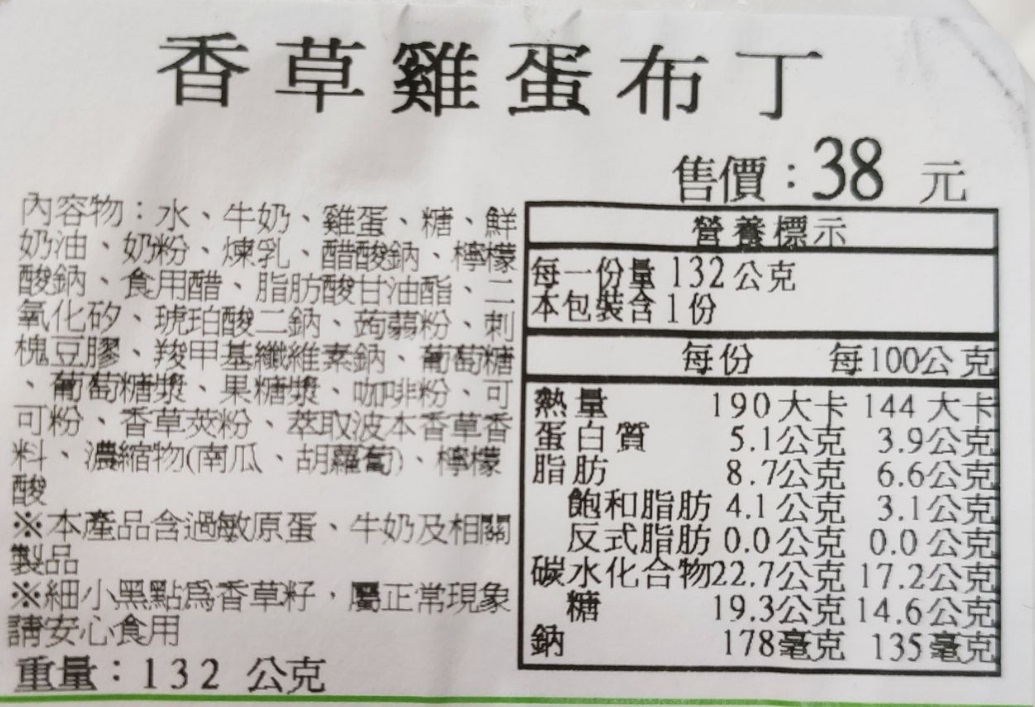 香草雞蛋布丁
售價：38 元
內容物：水、牛奶、雞蛋、糖、鮮
奶油、奶粉、煉乳、醋酸鈉、檸檬
酸鈉、食用醋、脂肪酸甘油酯、二
氧化矽、琥珀酸二鈉、蒟蒻粉、刺
槐豆膠、羧甲基纖維素鈉、葡萄糖
、葡萄糖漿、果糖漿、咖啡粉、可
可粉、香草莢粉、萃取波本香草香
料、濃縮物(南瓜、胡蘿蔔)、檸檬
酸
※本產品含過敏原蛋、牛奶及相關
製品
※細小黑點為香草籽，屬正常現象
請安心食用
重量：132 公克
營養標示
每一份量 132公克
本包裝含 1份
每份 每100公克
熱量 190大卡 144 大卡
蛋白質 5.1公克 3.9公克
脂肪 8.7公克 6.6公克
飽和脂肪 4.1公克 3.1公克
反式脂肪 0.0公克 0.0公克
碳水化合物22.7公克 17.2公克
糖 19.3公克 14.6公克
鈉 178毫克 135毫克